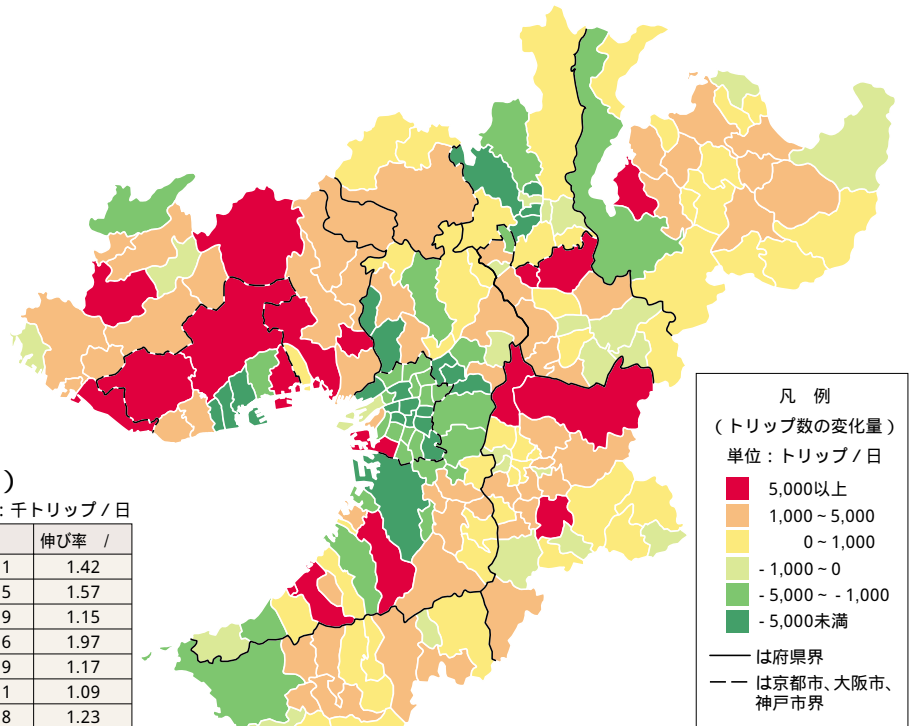 )
：千トリップ / 日
伸び率 /
1 1.42
5 1.57
9 1.15
6 1.97
9 1.17
1 1.09
8 1.23
凡 例
（トリップ数の変化量）
単位：トリップ / 日
5,000以上
1,000 ~ 5,000
0 ~ 1,000
- 1,000 ~ 0
- 5,000 ~ - 1,000
- 5,000未満
は府県界
は京都市、大阪市、
神戸市界